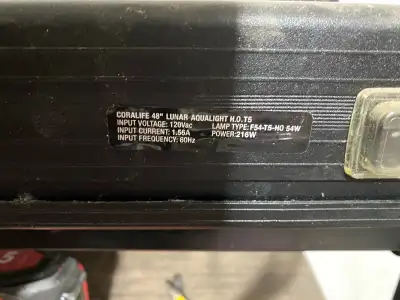 CORALIFE 48" LUNAR AQUALIGHT H.O.T5
INPUT VOLTAGE: 120Vac LAMP TYPE: F54-T5-HO 54W
INPUT CURRENT: 1.56A POWER:216W
INPUT FREQUENCY: 60Hz
5